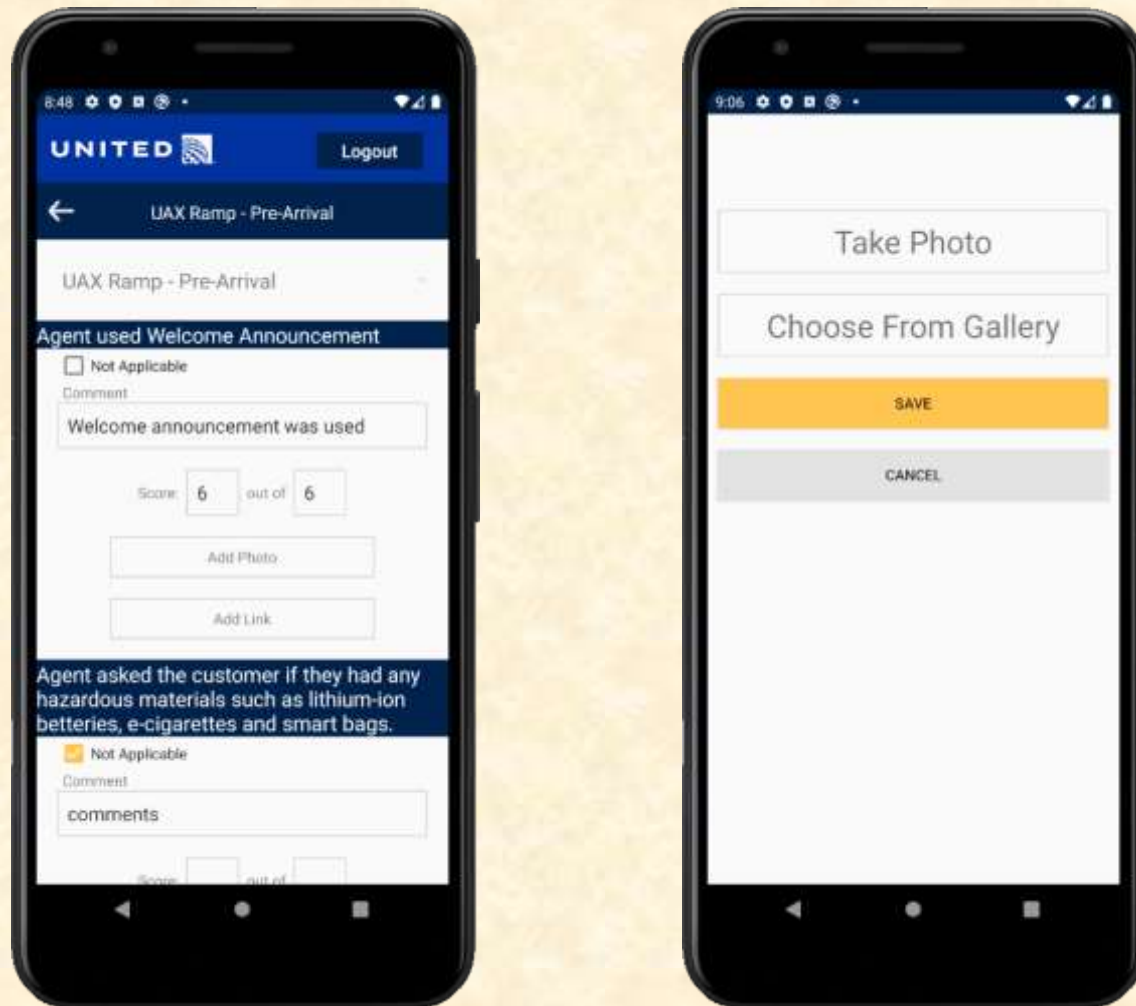 8:48
UNITED
Logout
UAX Ramp - Pre-Arrival
UAX Ramp - Pre-Arrival
Agent used Welcome Announcement
Not Applicable
Comment
Welcome announcement was used
Score: 6 out of 6
Add Photo
Add Link
Agent asked the customer if they had any
hazardous materials such as lithium-ion
betteries, e-cigarettes and smart bags.
Not Applicable
Comment
comments
Score: out of
9:06
Take Photo
Choose From Gallery
SAVE
CANCEL